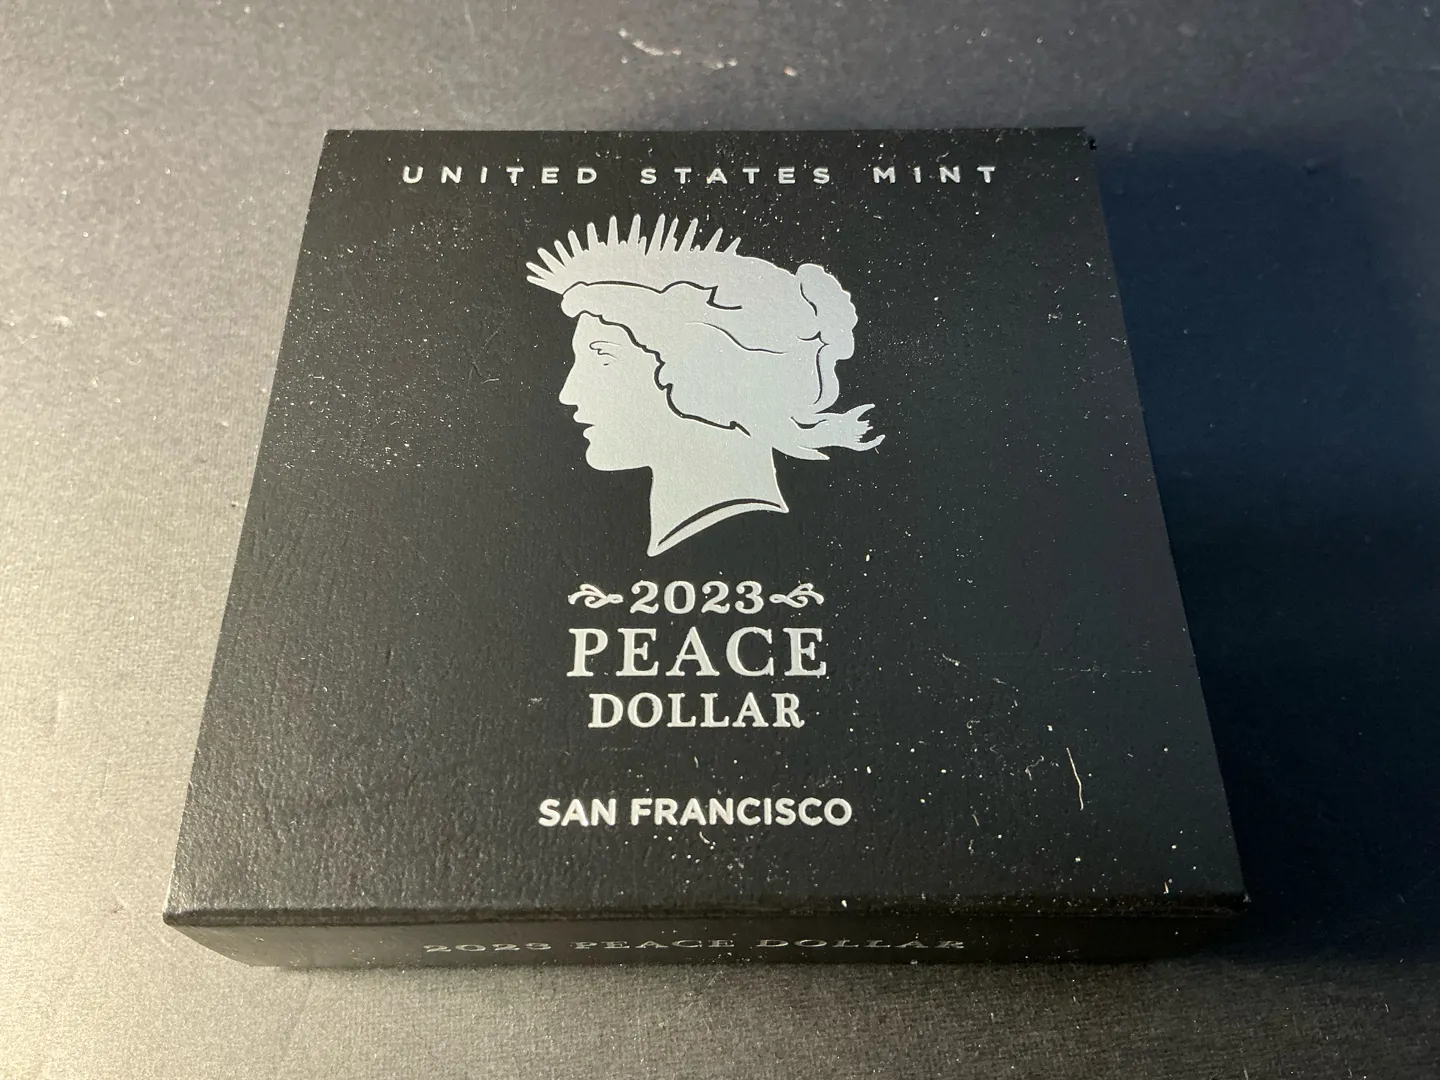 UNITED STATES MINT
2023
PEACE
DOLLAR
SAN FRANCISCO
2023 PEACE DOLLAR